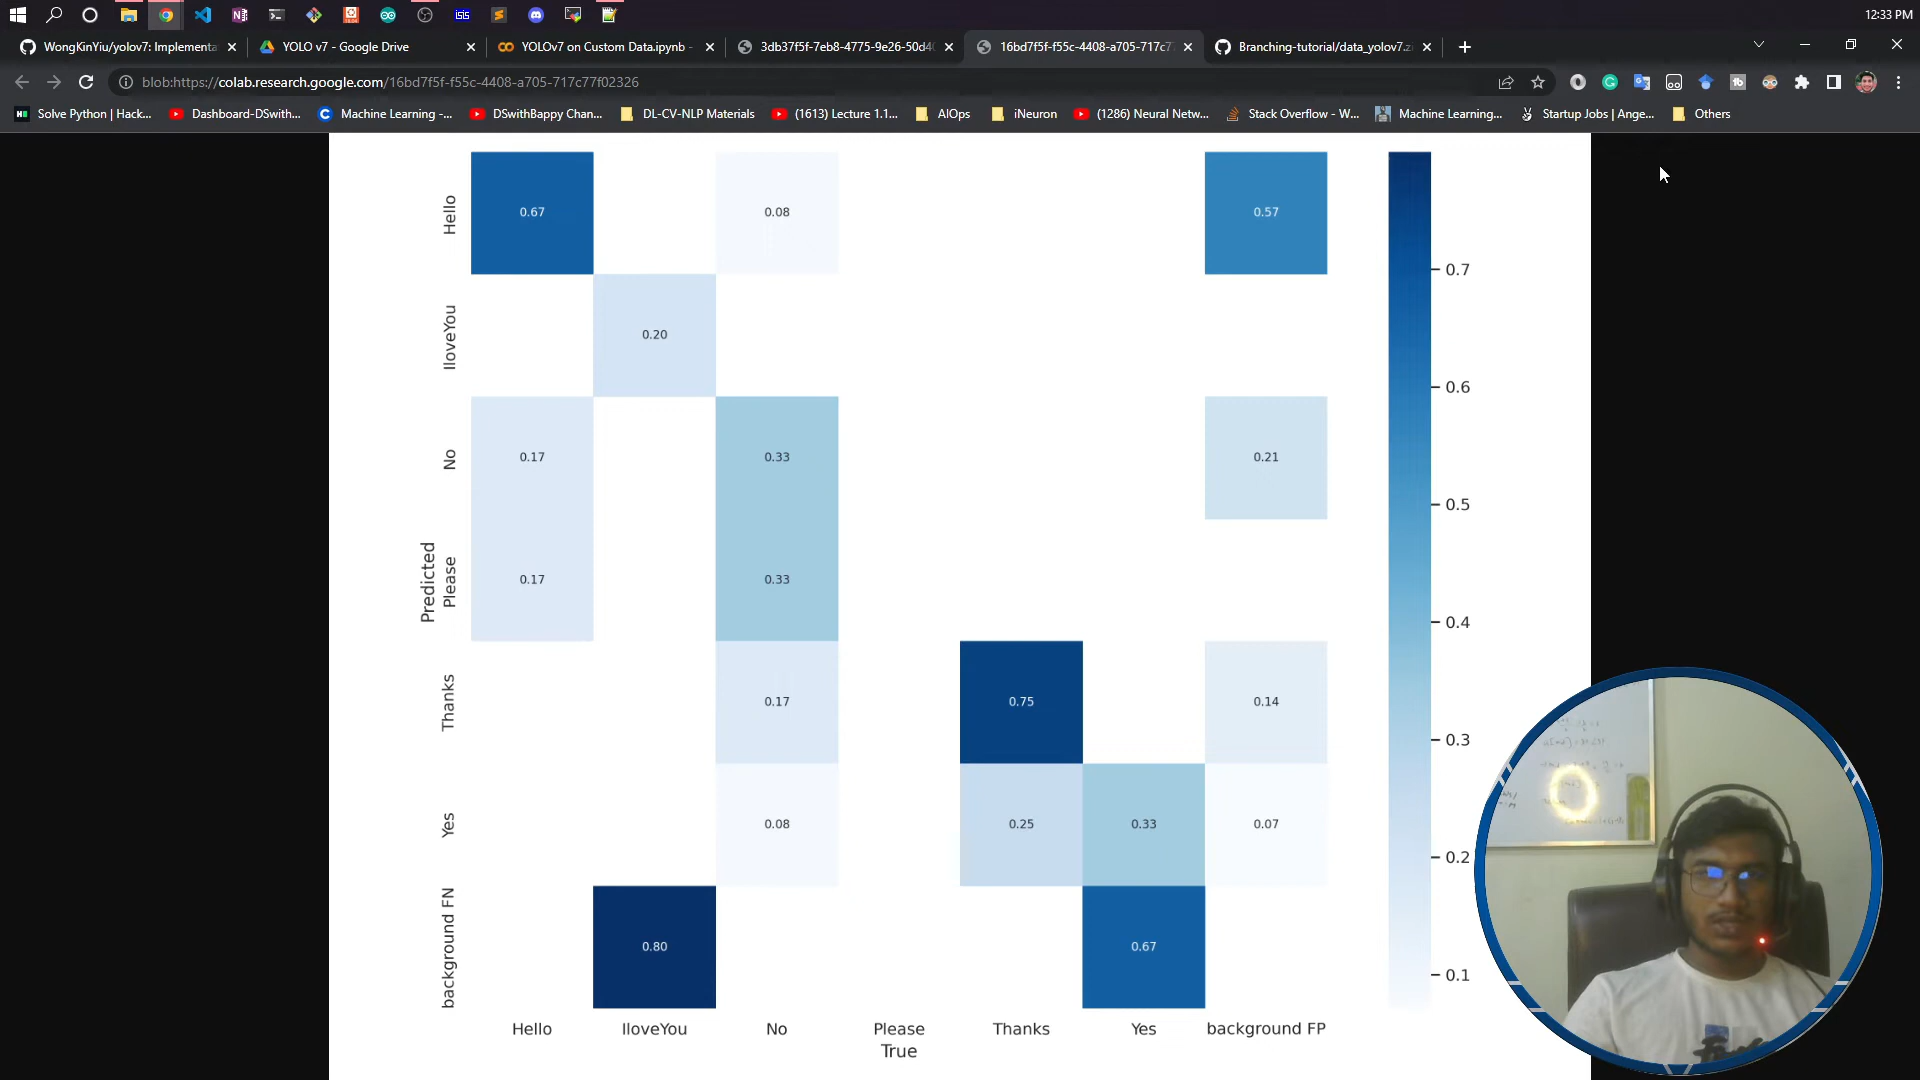 12:33 PM
WongKinYiu/yolov7: Implementa
YOLO v7 - Google Drive
YOLOv7 on Custom Data.ipynb -
3db37f5f-7eb8-4775-9e26-50d4
16bd7f5f-f55c-4408-a705-717c7
Branching-tutorial/data_yolov7.z
blob:https://colab.research.google.com/16bd7f5f-f55c-4408-a705-717c77f02326
Solve Python | Hack...
Dashboard-DSwith...
Machine Learning -...
DSwithBappy Chan...
DL-CV-NLP Materials
(1613) Lecture 1.1...
AIOps
iNeuron
(1286) Neural Netw...
Stack Overflow - W...
Machine Learning...
Startup Jobs | Ange...
Others
Hello
0.67
0.08
0.57
IloveYou
0.20
No
0.17
0.33
0.21
Predicted
Please
0.17
0.33
Thanks
0.17
0.75
0.14
Yes
0.08
0.25
0.33
0.07
background FN
0.80
0.67
0.7
0.6
0.5
0.4
0.3
0.2
0.1
Hello
IloveYou
No
Please
Thanks
Yes
background FP
True